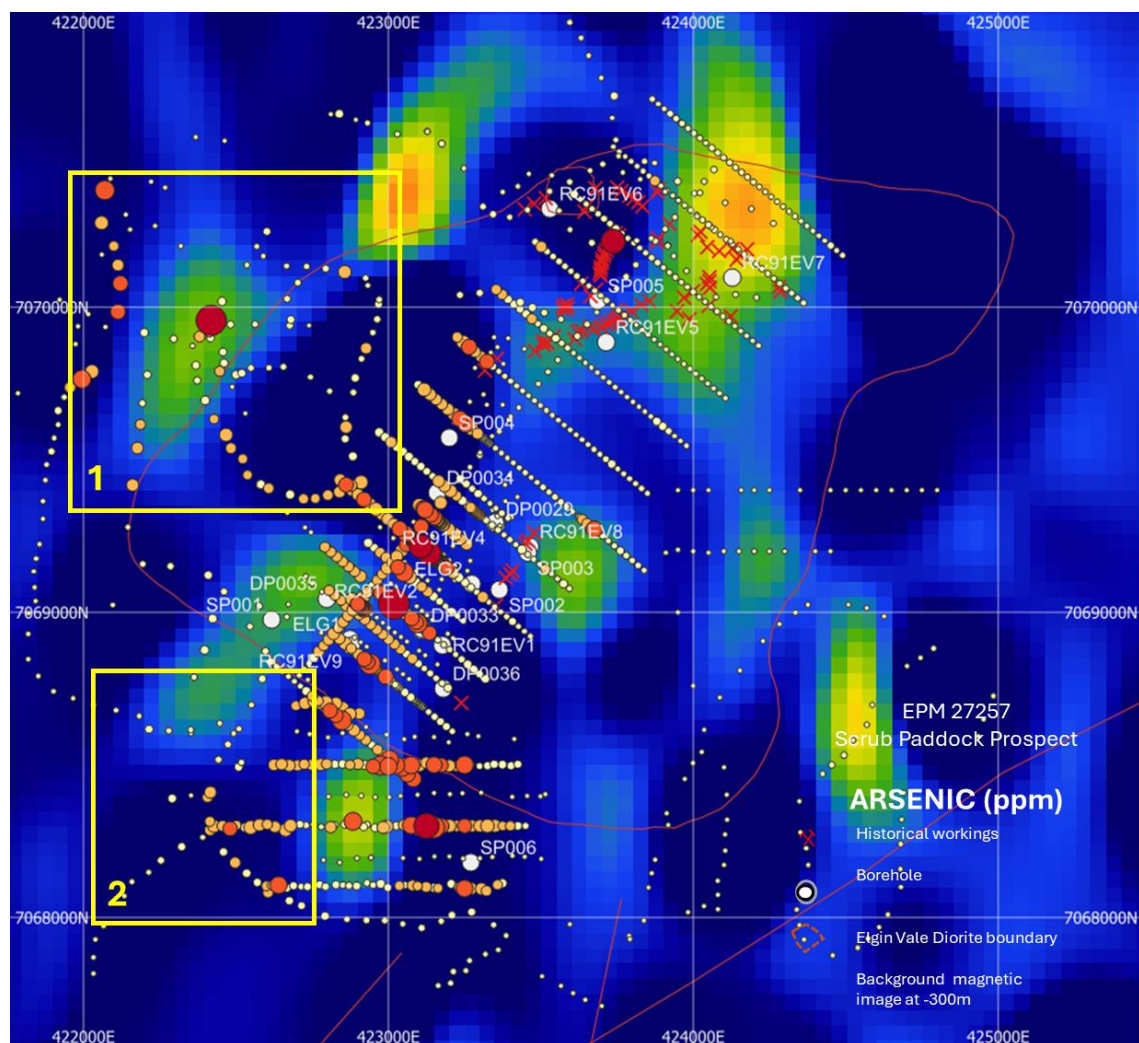 422000E 423000E 424000E 425000E
RC91EV6
RC91EV7
7070000N 7070000N
SP005
RC91EV5
SP004
1
DP0034
DP0029
RC91EV4 RC91EV8
ELG2 SP003
DP0035 RC91EV2
SP001 SP002
7069000N 7069000N
ELG1 DP0033
RC91EV1
RC91EV9
DP0036
EPM 27257
Scrub Paddock Prospect
ARSENIC (ppm)
Historical workings
SP006
Borehole
2
7068000N 7068000N
Elgin Vale Diorite boundary
Background magnetic
image at -300m
422000E 423000E 424000E 425000E